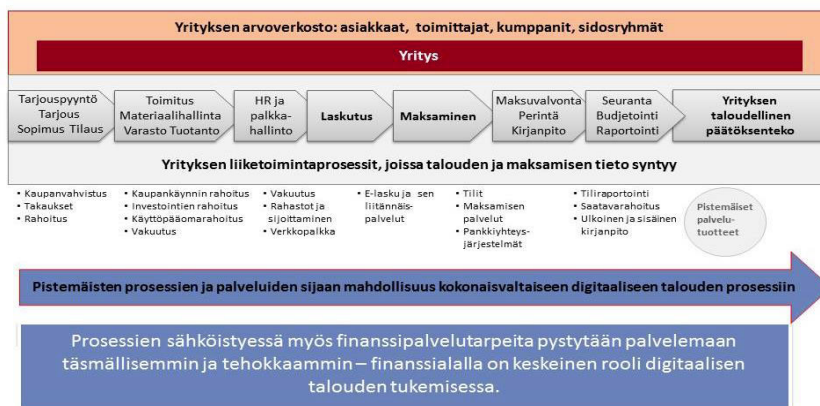 Yrityksen arvoverkosto: asiakkaat, toimittajat, kumppanit, sidosryhmät
Yritys
Tarjouspyyntö
Tarjous
Sopimus Tilaus
Toimitus
Materiaalihallinta
Varasto Tuotanto
HR ja
palkka-
hallinto
Laskutus
Maksaminen
Maksuvalvonta
Perintä
Kirjanpito
Seuranta
Budjetointi
Raportointi
Yrityksen
taloudellinen
päätöksenteko
Yrityksen liiketoimintaprosessit, joissa talouden ja maksamisen tieto syntyy
• Kaupanvahvistus
• Takaukset
• Rahoitus
• Kaupankäynnin rahoitus
• Investointien rahoitus
• Käyttöpääomarahoitus
• Vakuutus
• Vakuutus
• Rahastot ja
sijoittaminen
• Verkkopalkka
• E-lasku ja sen
liitännäis-
palvelut
• Tilit
• Maksamisen
palvelut
• Pankkiyhteys-
järjestelmät
• Tiliraportointi
• Saatavarahoitus
• Ulkoinen ja sisäinen
kirjanpito
Pistemäiset
palvelu-
tuotteet
Pistemäisten prosessien ja palveluiden sijaan mahdollisuus kokonaisvaltaiseen digitaaliseen talouden prosessiin
Prosessien sähköistyessä myös finanssipalvelutarpeita pystytään palvelemaan
täsmällisemmin ja tehokkaammin – finanssialalla on keskeinen rooli digitaalisen
talouden tukemisessa.